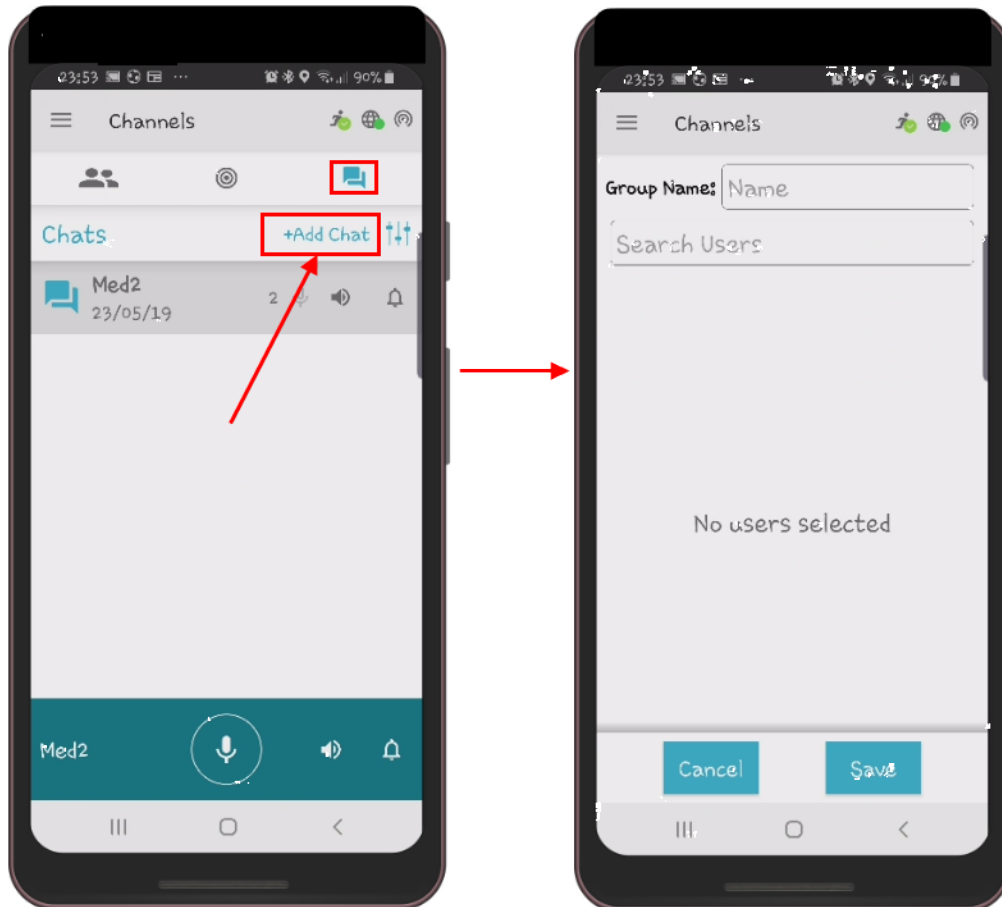 23:53 90%
Channels
Chats +Add Chat
Med2
23/05/19
2
Med2
23:53 90%
Channels
Group Name: Name
Search Users
No users selected
Cancel Save